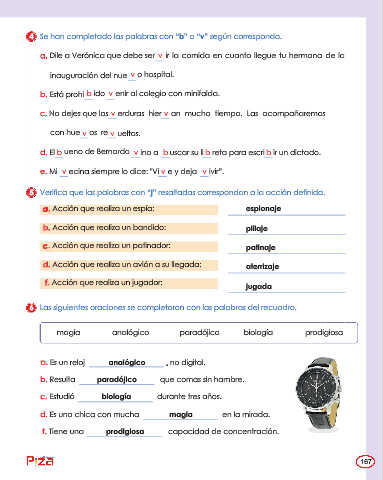 4 Se han completado las palabras con "b" o "v" según corresponda.
a. Dile a Verónica que debe ser v ir la comida en cuanto llegue tu hermana de la
inauguración del nue v o hospital.
b. Está prohi b ido v enir al colegio con minifalda.
c. No dejes que las v erduras hier v an mucho tiempo. Las acompañaremos
con hue v os re v ueltos.
d. El b ueno de Bernardo v ino a b uscar su li b reta para escri b ir un dictado.
e. Mi v ecina siempre lo dice: "Vi v e y deja v ivir".
5 Verifica que las palabras con "j" resaltadas correspondan a la acción definida.
a. Acción que realiza un espía: espionaje
b. Acción que realiza un bandido: pillaje
c. Acción que realiza un patinador: patinaje
d. Acción que realiza un avión a su llegada: aterrizaje
f. Acción que realiza un jugador: jugada
6 Las siguientes oraciones se completaron con las palabras del recuadro.
magia analógico paradójico biología prodigiosa
a. Es un reloj analógico , no digital.
b. Resulta paradójico que comas sin hambre.
c. Estudió biología durante tres años.
d. Es una chica con mucha magia en la mirada.
f. Tiene una prodigiosa capacidad de concentración.
Piza
167